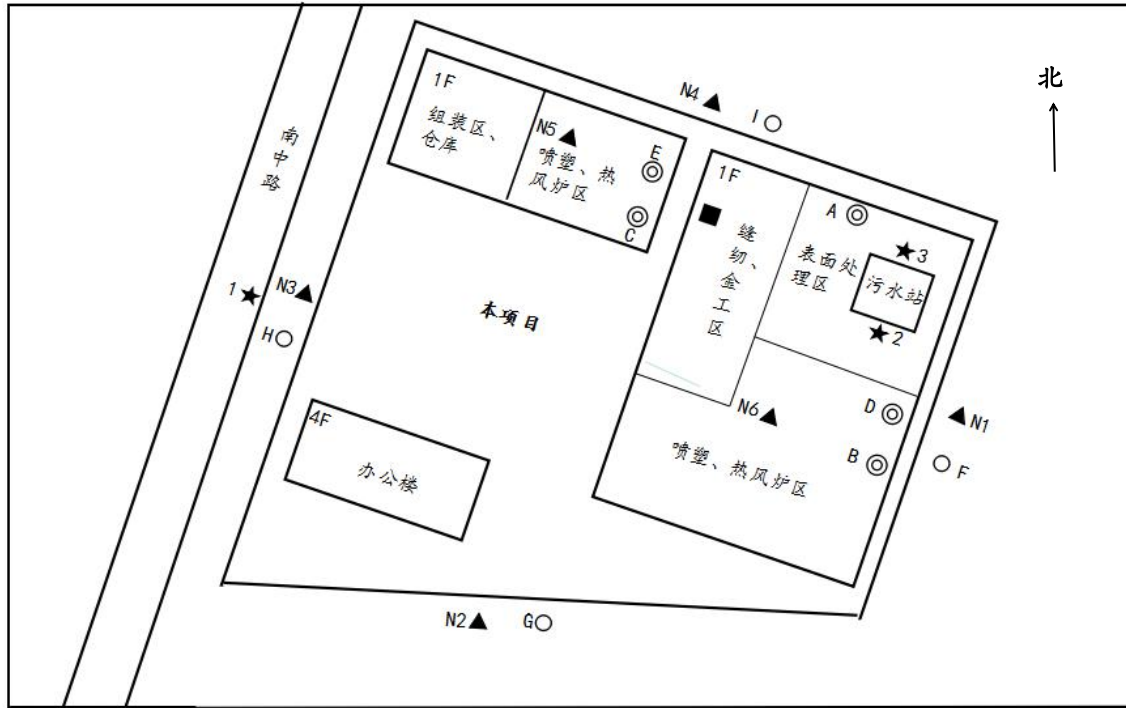 北
N4
I
1F
组装区、
仓库
N5
喷塑、热
风炉区
E
C
南
中
路
1F
缝
纫
、
金
工
区
A
3
表面处
理区
污水站
2
1
N3
H
本项目
N6
D
N1
B
F
喷塑、热风炉区
4F
办公楼
N2
G